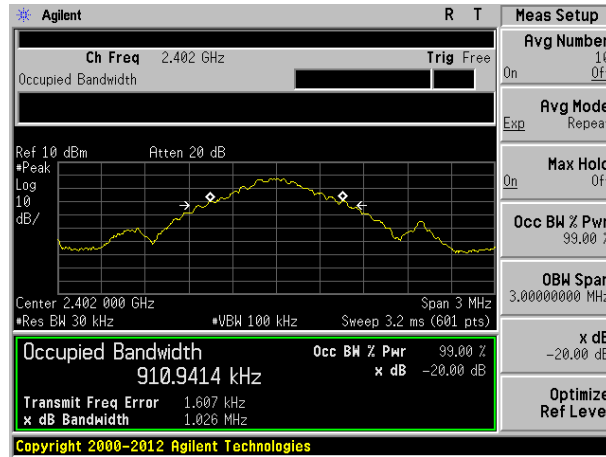 Agilent R T
Ch Freq 2.402 GHz Trig Free
Occupied Bandwidth
Ref 10 dBm Atten 20 dB
#Peak
Log
10
dB/
Center 2.402 000 GHz Span 3 MHz
#Res BW 30 kHz #VBW 100 kHz Sweep 3.2 ms (601 pts)
Occupied Bandwidth
910.9414 kHz
Occ BW % Pwr 99.00 %
x dB -20.00 dB
Transmit Freq Error 1.607 kHz
x dB Bandwidth 1.026 MHz
Copyright 2000-2012 Agilent Technologies
Meas Setup
Avg Number
10
On Off
Avg Mode
Exp Repeat
Max Hold
On Off
Occ BW % Pwr
99.00 %
OBW Span
3.00000000 MHz
x dB
-20.00 dB
Optimize
Ref Level